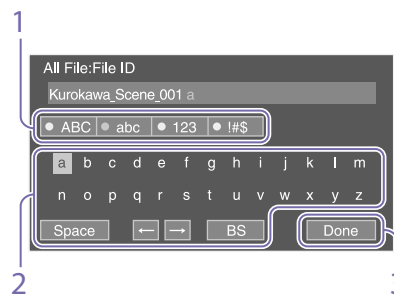 1
All File:File ID
Kurokawa_Scene_001 a
ABC abc 123 !#$
a b c d e f g h i j k l m
n o p q r s t u v w x y z
Space ← → BS Done
2